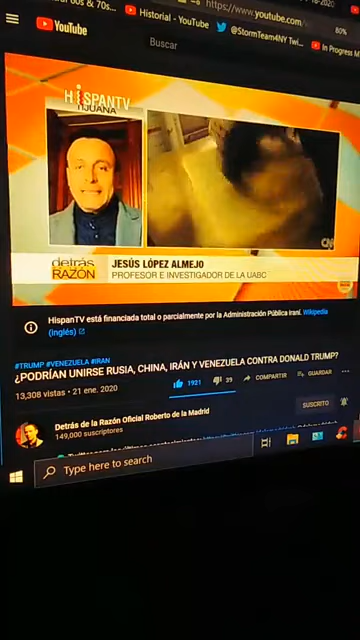 Historial - YouTube
@StormTeam4NY Twi...
In Progress M
https://www.youtube.com/
80%
YouTube
Buscar
HISPANTV
TIJUANA
CNN
detrás
RAZÓN
JESÚS LÓPEZ ALMEJO
PROFESOR E INVESTIGADOR DE LA UABC
HispanTV está financiada total o parcialmente por la Administración Pública iraní. Wikipedia
(inglés)
#TRUMP #VENEZUELA #IRAN
¿PODRÍAN UNIRSE RUSIA, CHINA, IRÁN Y VENEZUELA CONTRA DONALD TRUMP?
13,308 vistas • 21 ene. 2020
1921
39
COMPARTIR
GUARDAR
Detrás de la Razón Oficial Roberto de la Madrid
149,000 suscriptores
SUSCRITO
Type here to search